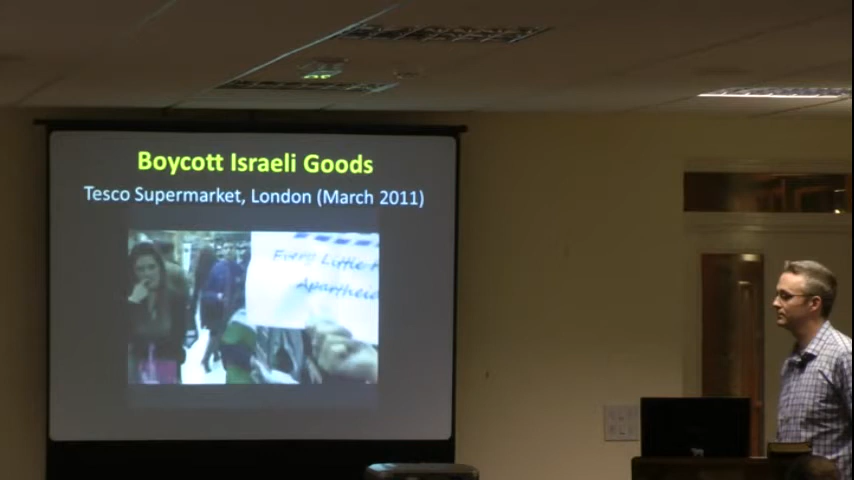 Boycott Israeli Goods
Tesco Supermarket, London (March 2011)
Every Little
Apartheid